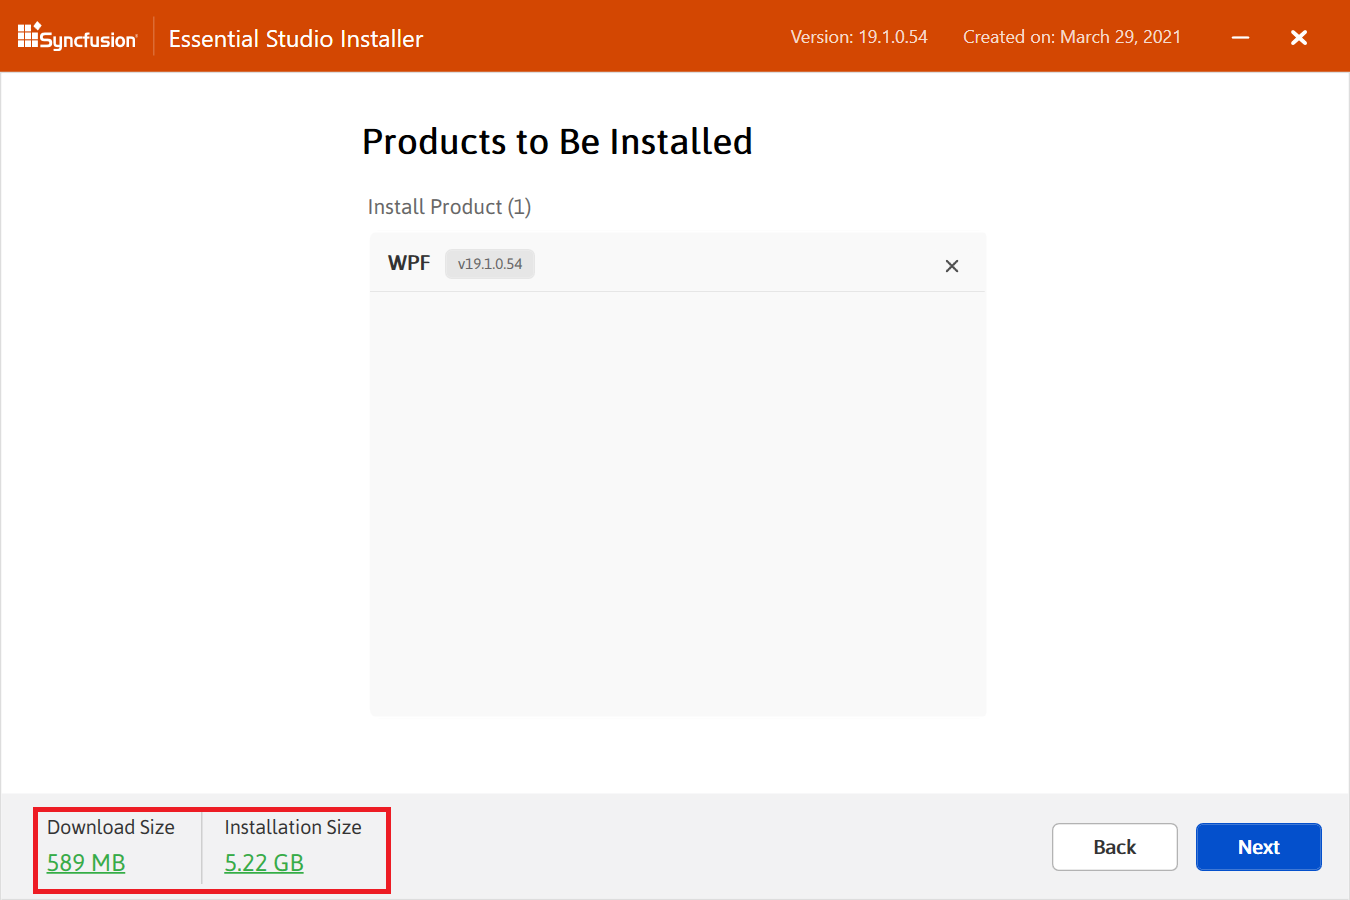 Syncfusion Essential Studio Installer Version: 19.1.0.54 Created on: March 29, 2021
Products to Be Installed
Install Product (1)
WPF v19.1.0.54
Download Size Installation Size
589 MB 5.22 GB
Back Next